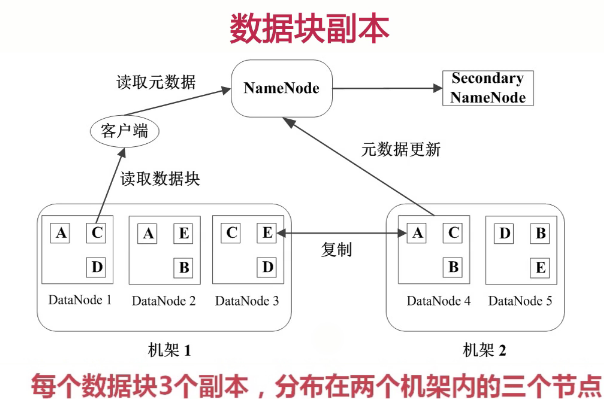 数据块副本
读取元数据
NameNode
Secondary
NameNode
客户端
元数据更新
读取数据块
A C
D
A E
B
C E
D
复制
A C
B
D B
E
DataNode 1 DataNode 2 DataNode 3 DataNode 4 DataNode 5
机架 1 机架 2
每个数据块3个副本，分布在两个机架内的三个节点